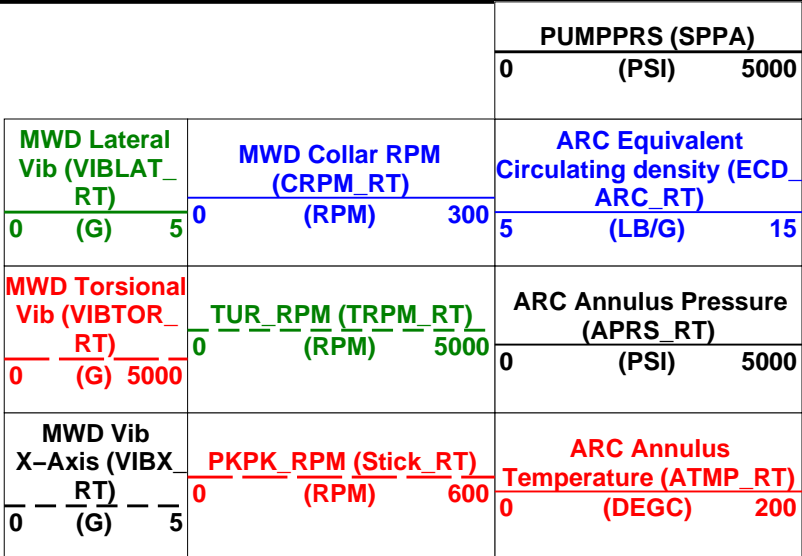 PUMPPRS (SPPA)
0 (PSI) 5000
MWD Lateral
Vib (VIBLAT_
RT)
0 (G) 5
MWD Collar RPM
(CRPM_RT)
0 (RPM) 300
ARC Equivalent
Circulating density (ECD_
ARC_RT)
5 (LB/G) 15
MWD Torsional
Vib (VIBTOR_
RT)
0 (G) 5000
TUR_RPM (TRPM_RT)
0 (RPM) 5000
ARC Annulus Pressure
(APRS_RT)
0 (PSI) 5000
MWD Vib
X−Axis (VIBX_
RT)
0 (G) 5
PKPK_RPM (Stick_RT)
0 (RPM) 600
ARC Annulus
Temperature (ATMP_RT)
0 (DEGC) 200